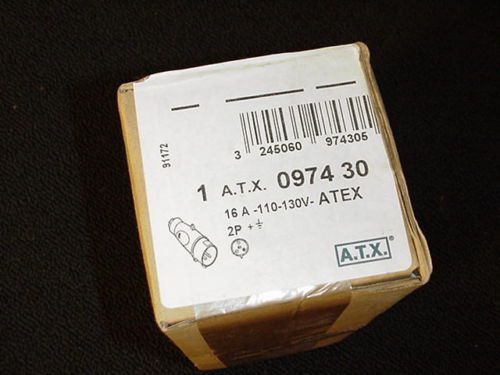 3 245060 974305
91172
1 A.T.X. 0974 30
16 A -110-130V- ATEX
2P + ⏚
A.T.X.®